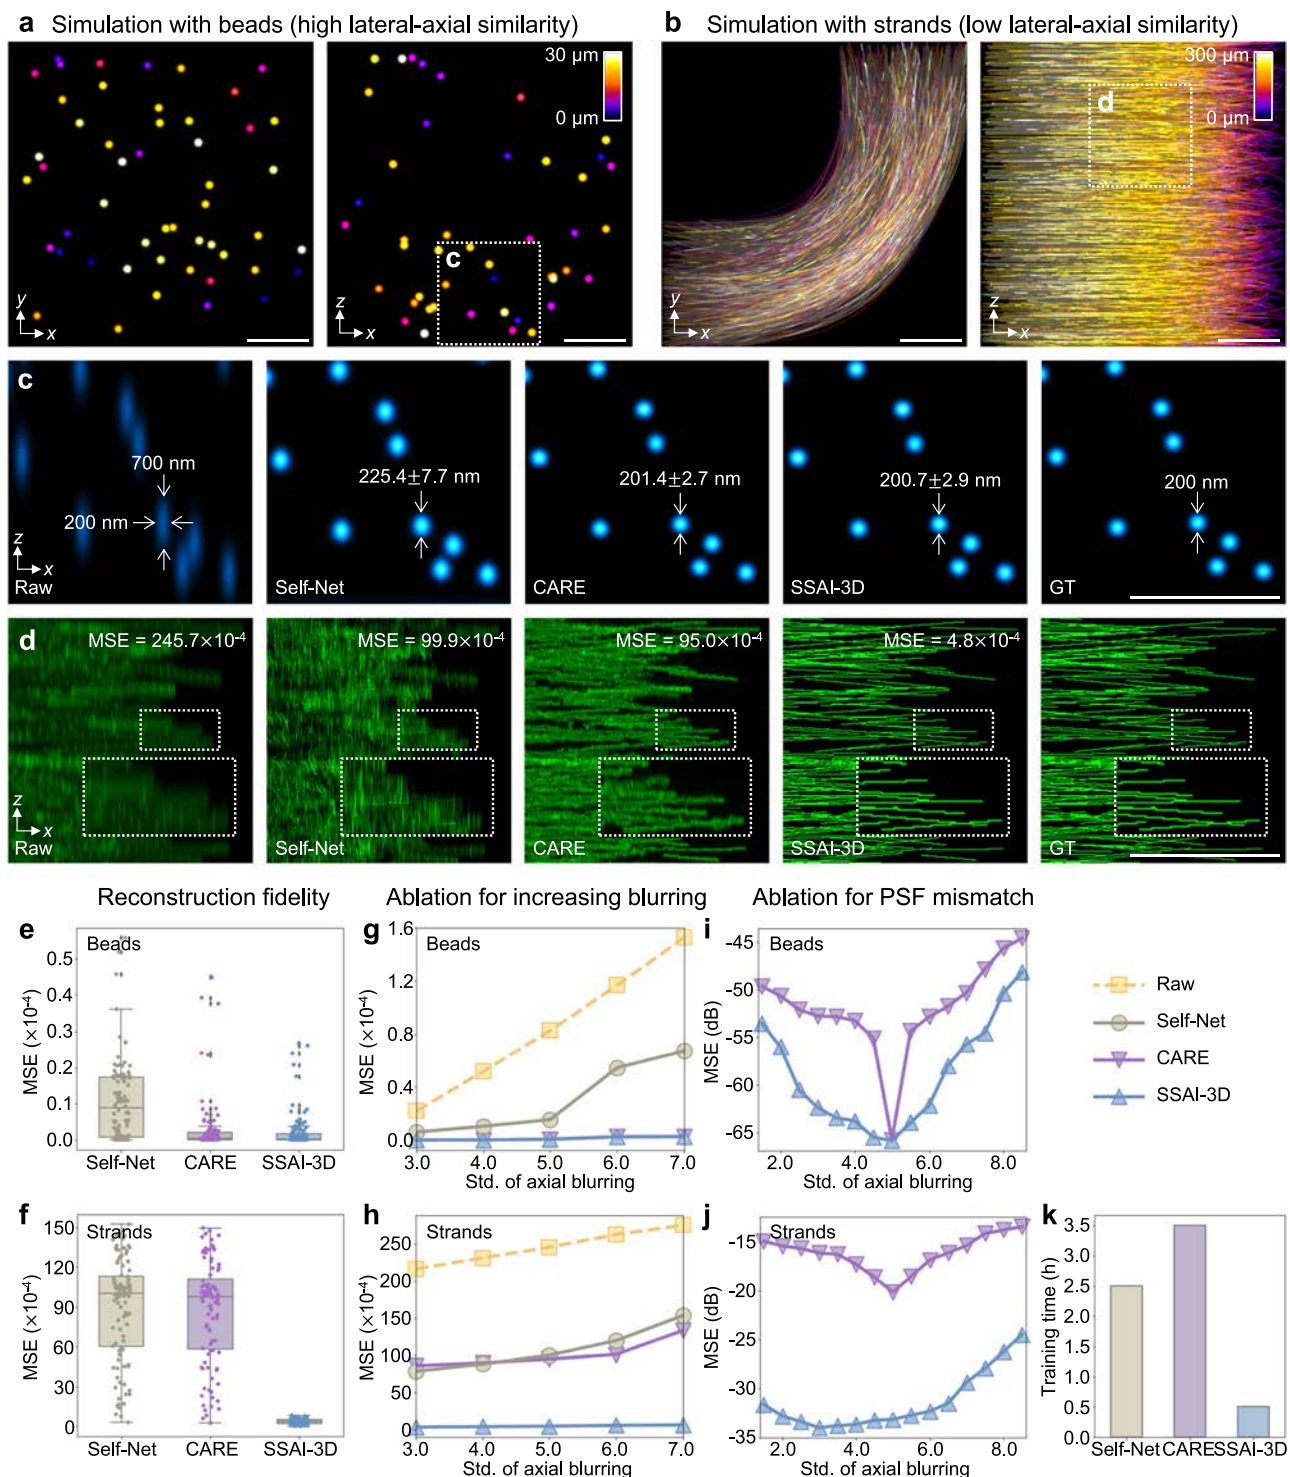 a Simulation with beads (high lateral-axial similarity)
b Simulation with strands (low lateral-axial similarity)
30 µm
0 µm
c
y
x
z
x
300 µm
0 µm
d
y
x
z
x
c
700 nm
200 nm
z
x
Raw
225.4±7.7 nm
Self-Net
201.4±2.7 nm
CARE
200.7±2.9 nm
SSAI-3D
200 nm
GT
d
MSE = 245.7×10-4
z
x
Raw
MSE = 99.9×10-4
Self-Net
MSE = 95.0×10-4
CARE
MSE = 4.8×10-4
SSAI-3D
GT
Reconstruction fidelity
Ablation for increasing blurring
Ablation for PSF mismatch
e
Beads
MSE (×10-4)
0.5
0.4
0.3
0.2
0.1
0.0
Self-Net CARE SSAI-3D
g
Beads
MSE (×10-4)
1.6
1.2
0.8
0.4
0.0
3.0 4.0 5.0 6.0 7.0
Std. of axial blurring
i
Beads
MSE (dB)
-45
-50
-55
-60
-65
2.0 4.0 6.0 8.0
Std. of axial blurring
Raw
Self-Net
CARE
SSAI-3D
f
Strands
MSE (×10-4)
150
120
90
60
30
0
Self-Net CARE SSAI-3D
h
Strands
MSE (×10-4)
250
200
150
100
50
0
3.0 4.0 5.0 6.0 7.0
Std. of axial blurring
j
Strands
MSE (dB)
-15
-20
-25
-30
-35
2.0 4.0 6.0 8.0
Std. of axial blurring
k
Training time (h)
3.5
3.0
2.5
2.0
1.5
1.0
0.5
0.0
Self-Net CARE SSAI-3D